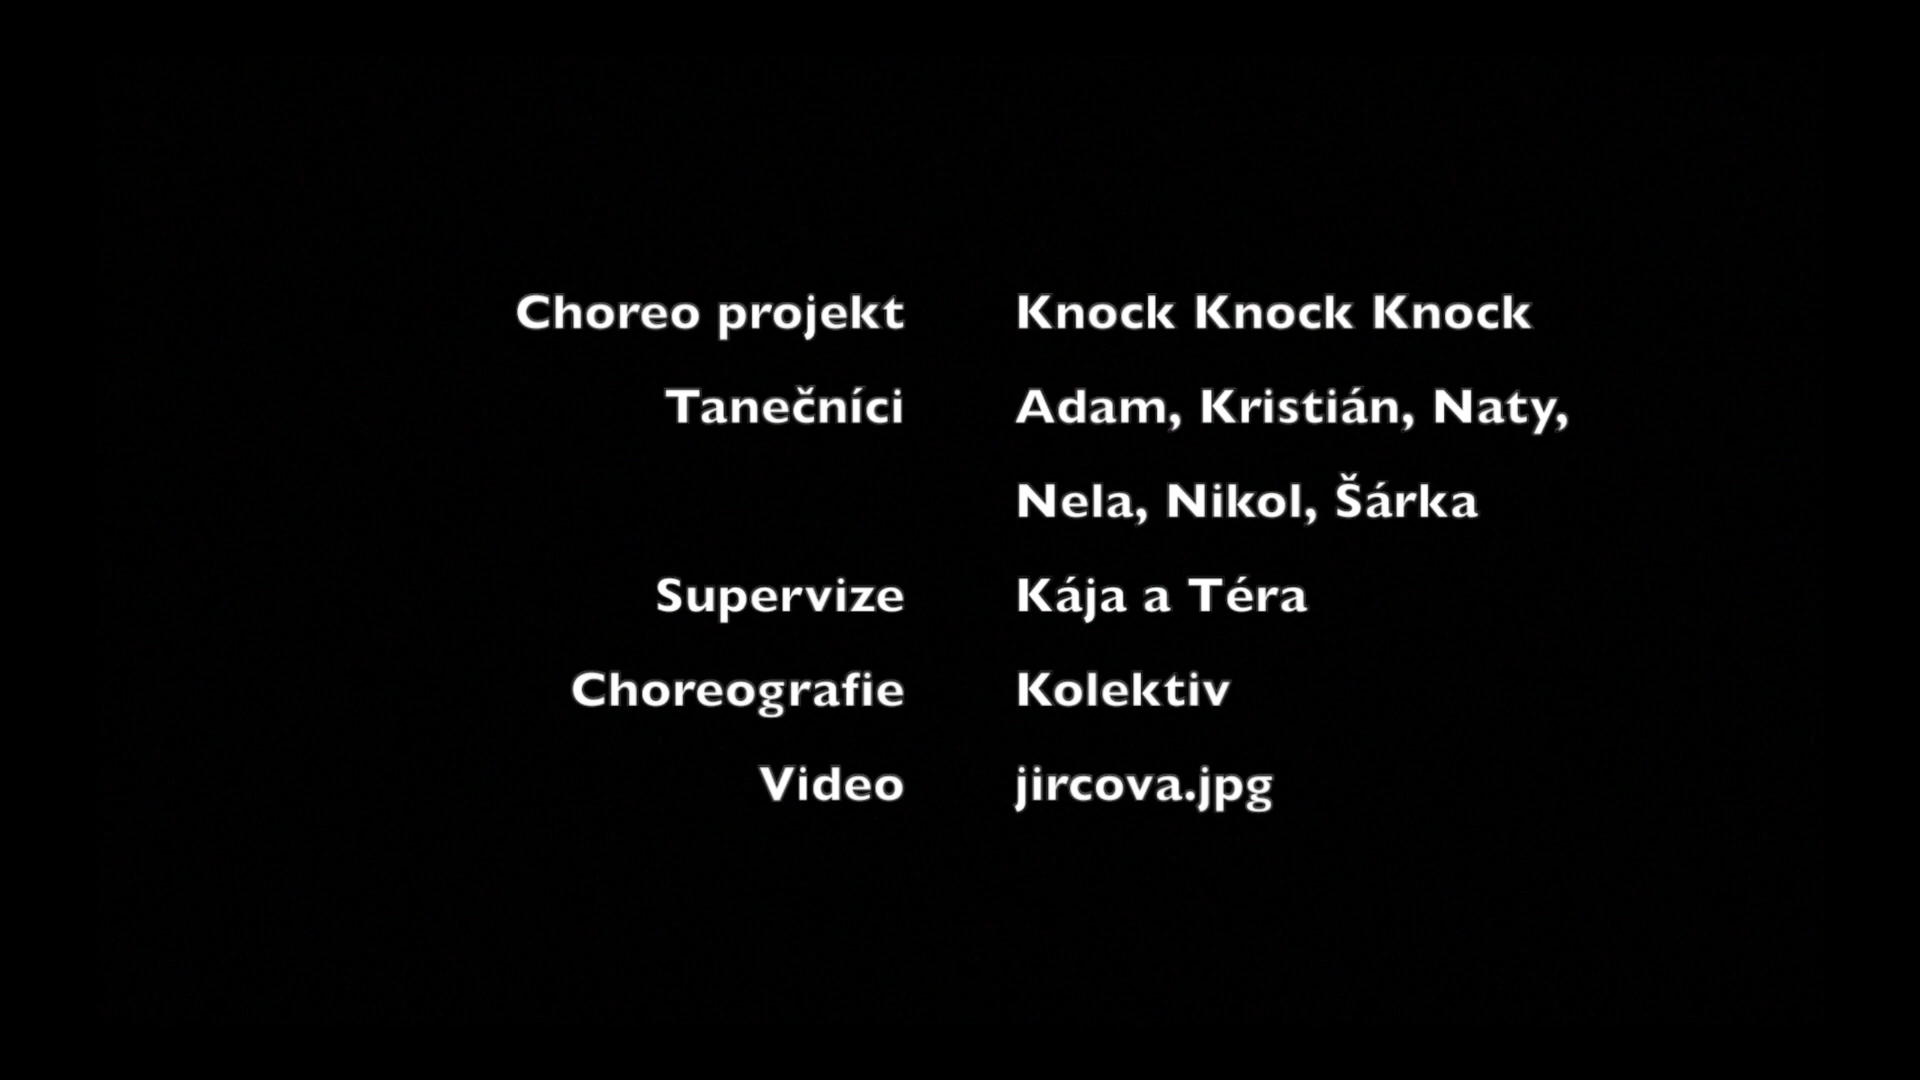 Choreo projekt Knock Knock Knock
Tanečníci Adam, Kristián, Naty,
Nela, Nikol, Šárka
Supervize Kája a Téra
Choreografie Kolektiv
Video jircova.jpg